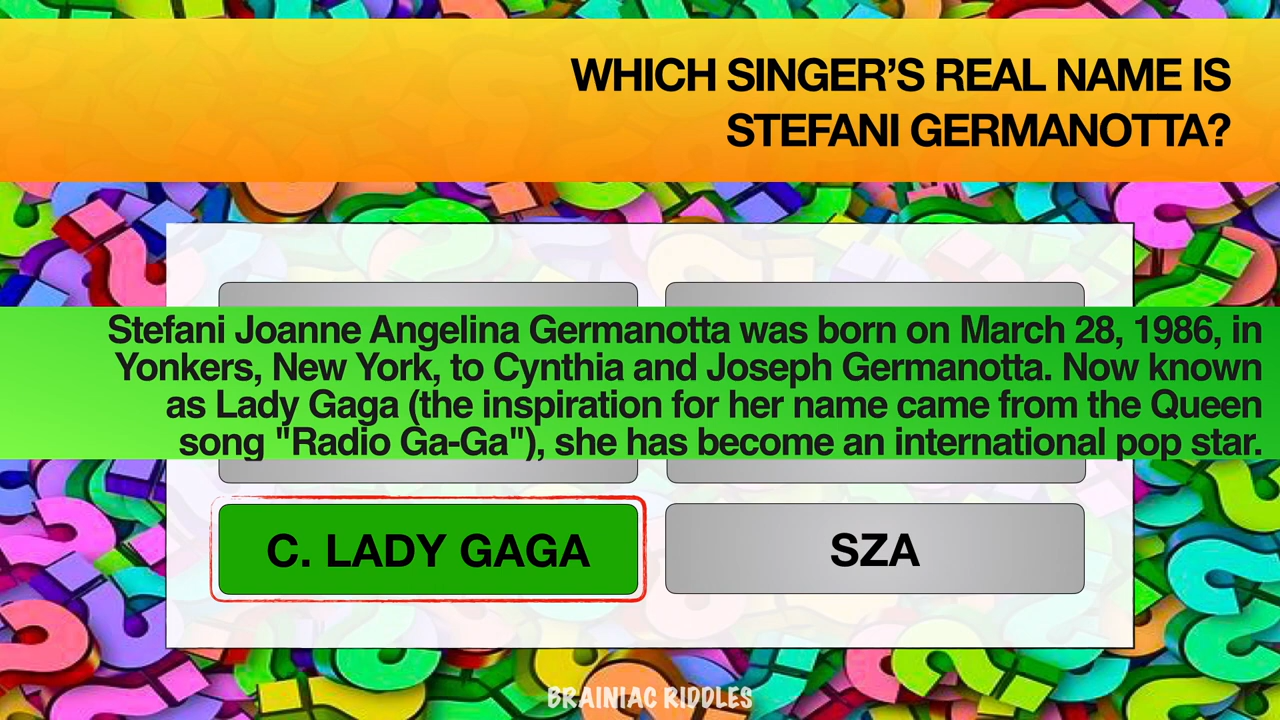 WHICH SINGER’S REAL NAME IS
STEFANI GERMANOTTA?
Stefani Joanne Angelina Germanotta was born on March 28, 1986, in
Yonkers, New York, to Cynthia and Joseph Germanotta. Now known
as Lady Gaga (the inspiration for her name came from the Queen
song "Radio Ga-Ga"), she has become an international pop star.
C. LADY GAGA
SZA
BRAINIAC RIDDLES